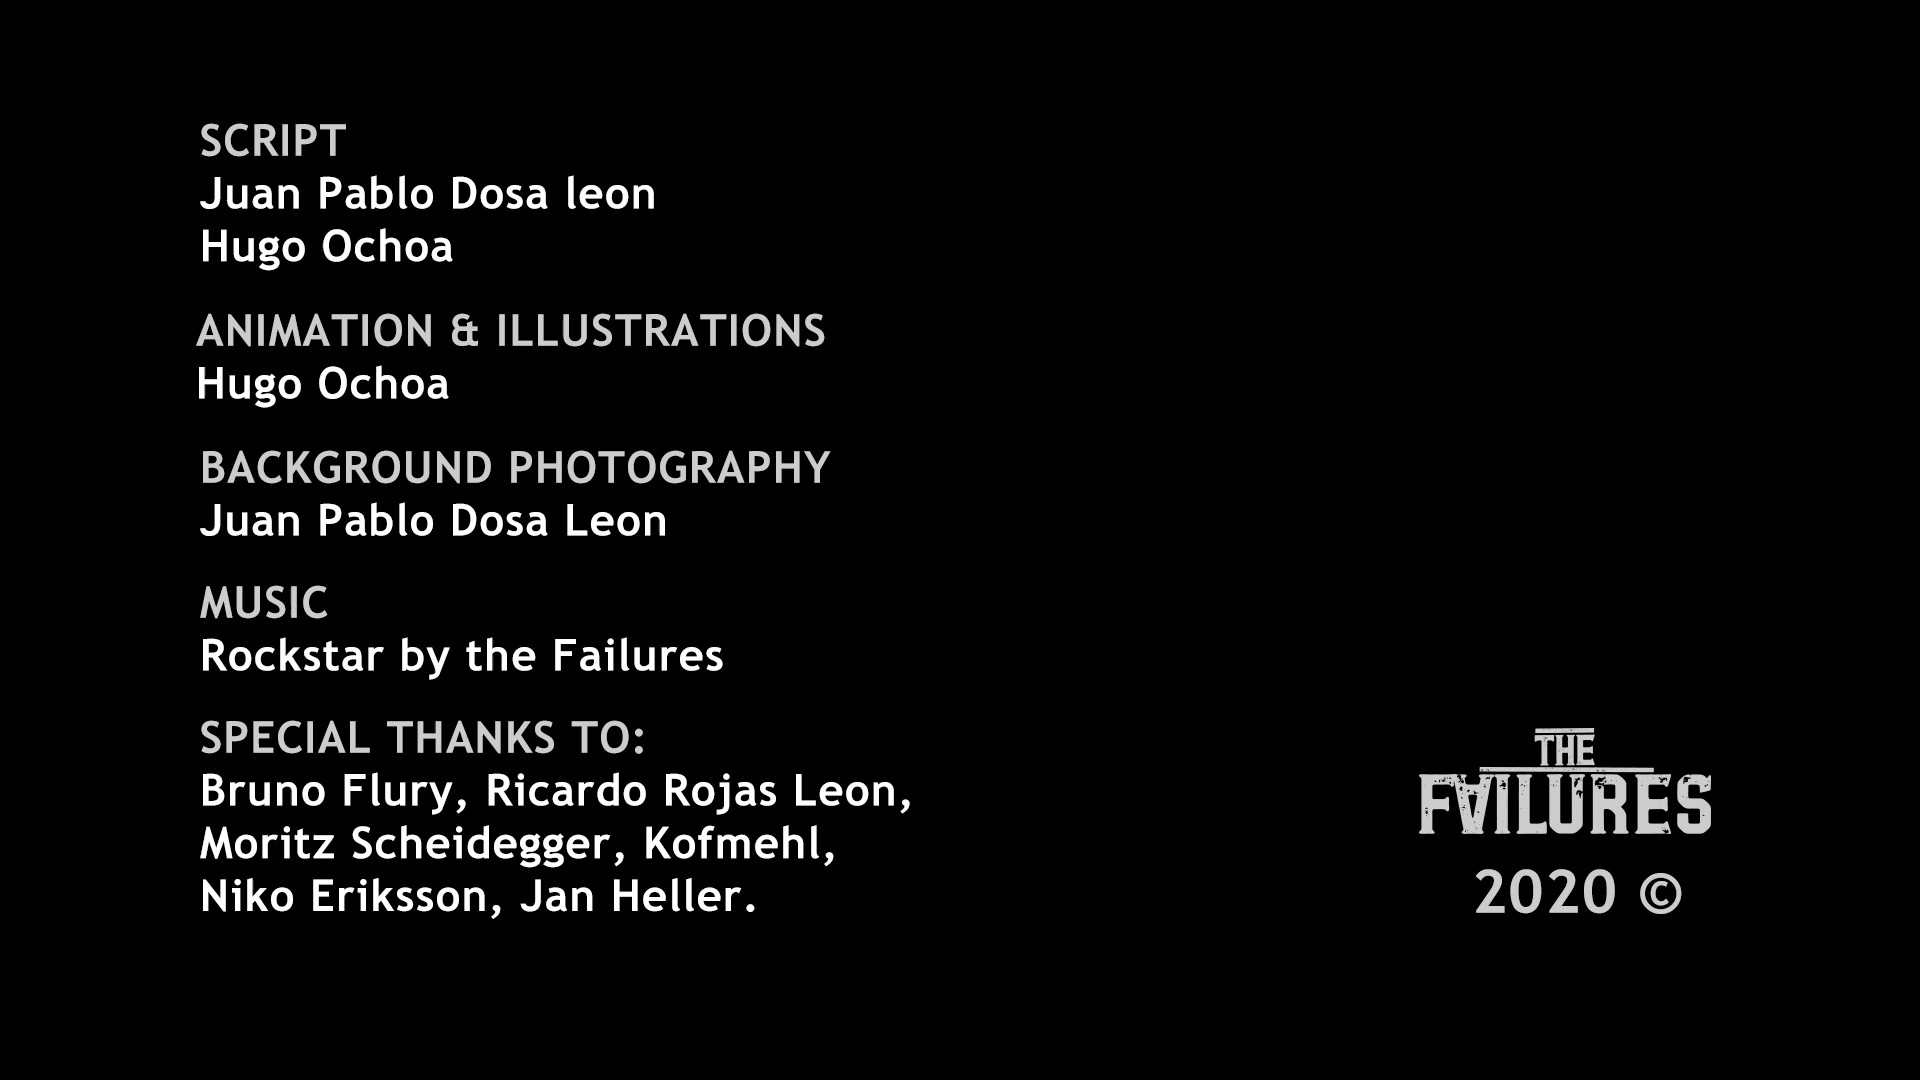 SCRIPT
Juan Pablo Dosa leon
Hugo Ochoa
ANIMATION & ILLUSTRATIONS
Hugo Ochoa
BACKGROUND PHOTOGRAPHY
Juan Pablo Dosa Leon
MUSIC
Rockstar by the Failures
SPECIAL THANKS TO:
Bruno Flury, Ricardo Rojas Leon,
Moritz Scheidegger, Kofmehl,
Niko Eriksson, Jan Heller.
THE
FAILURES
2020 ©